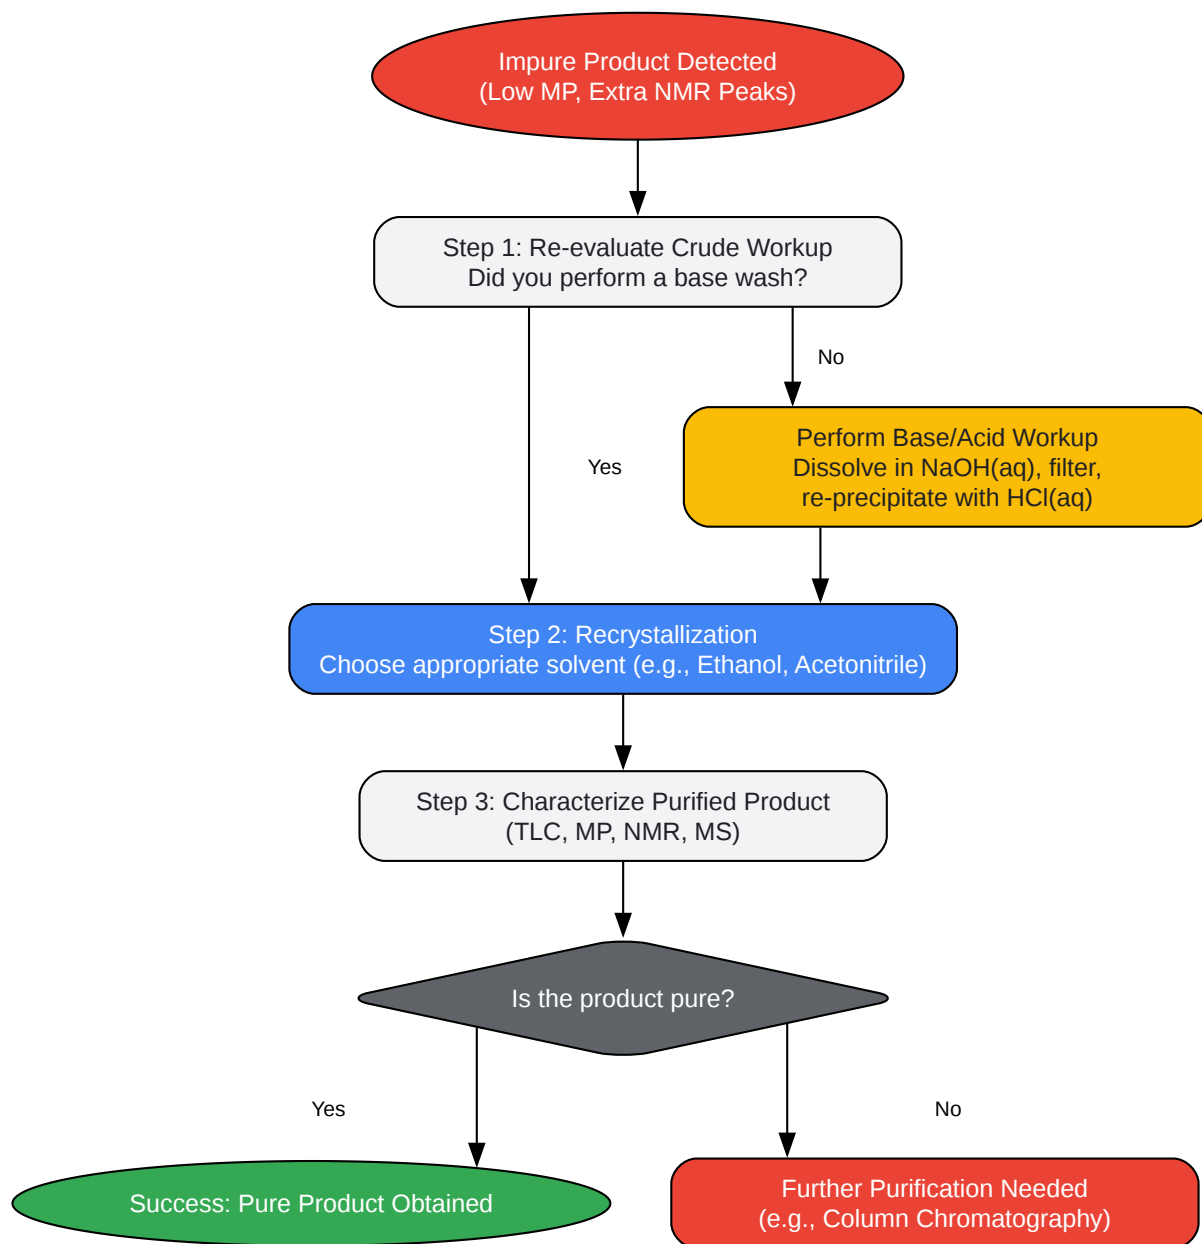 Impure Product Detected
(Low MP, Extra NMR Peaks)
Step 1: Re-evaluate Crude Workup
Did you perform a base wash?
No
Perform Base/Acid Workup
Dissolve in NaOH(aq), filter,
re-precipitate with HCl(aq)
Yes
Step 2: Recrystallization
Choose appropriate solvent (e.g., Ethanol, Acetonitrile)
Step 3: Characterize Purified Product
(TLC, MP, NMR, MS)
Is the product pure?
Yes
No
Success: Pure Product Obtained
Further Purification Needed
(e.g., Column Chromatography)